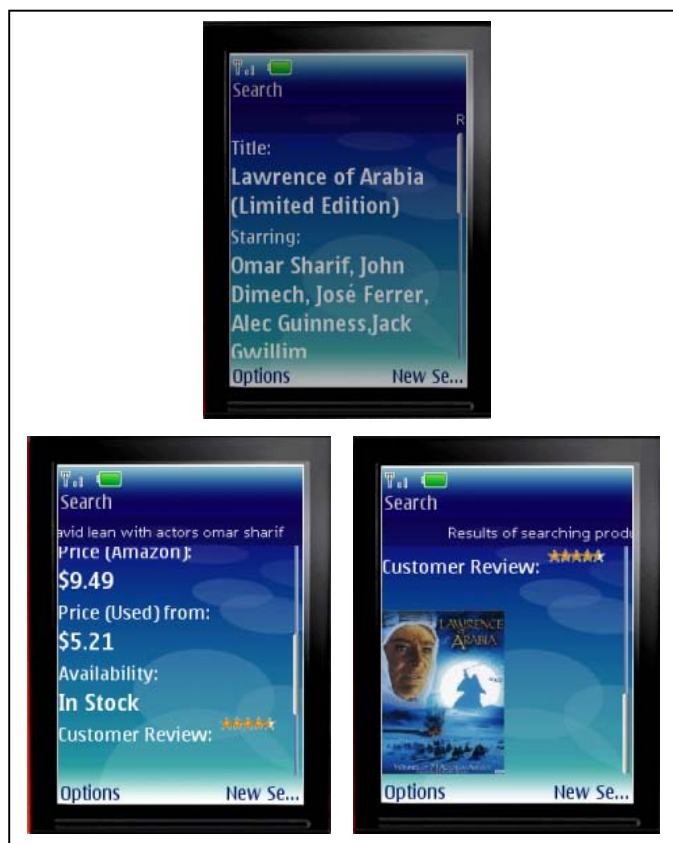 Search
R
Title:
Lawrence of Arabia
(Limited Edition)
Starring:
Omar Sharif, John
Dimech, José Ferrer,
Alec Guinness,Jack
Gwillim
Options New Se...
Search
avid lean with actors omar sharif
Price (Amazon):
$9.49
Price (Used) from:
$5.21
Availability:
In Stock
Customer Review:
Options New Se...
Search
Results of searching produ
Customer Review:
LAWRENCE
OF ARABIA
Options New Se...